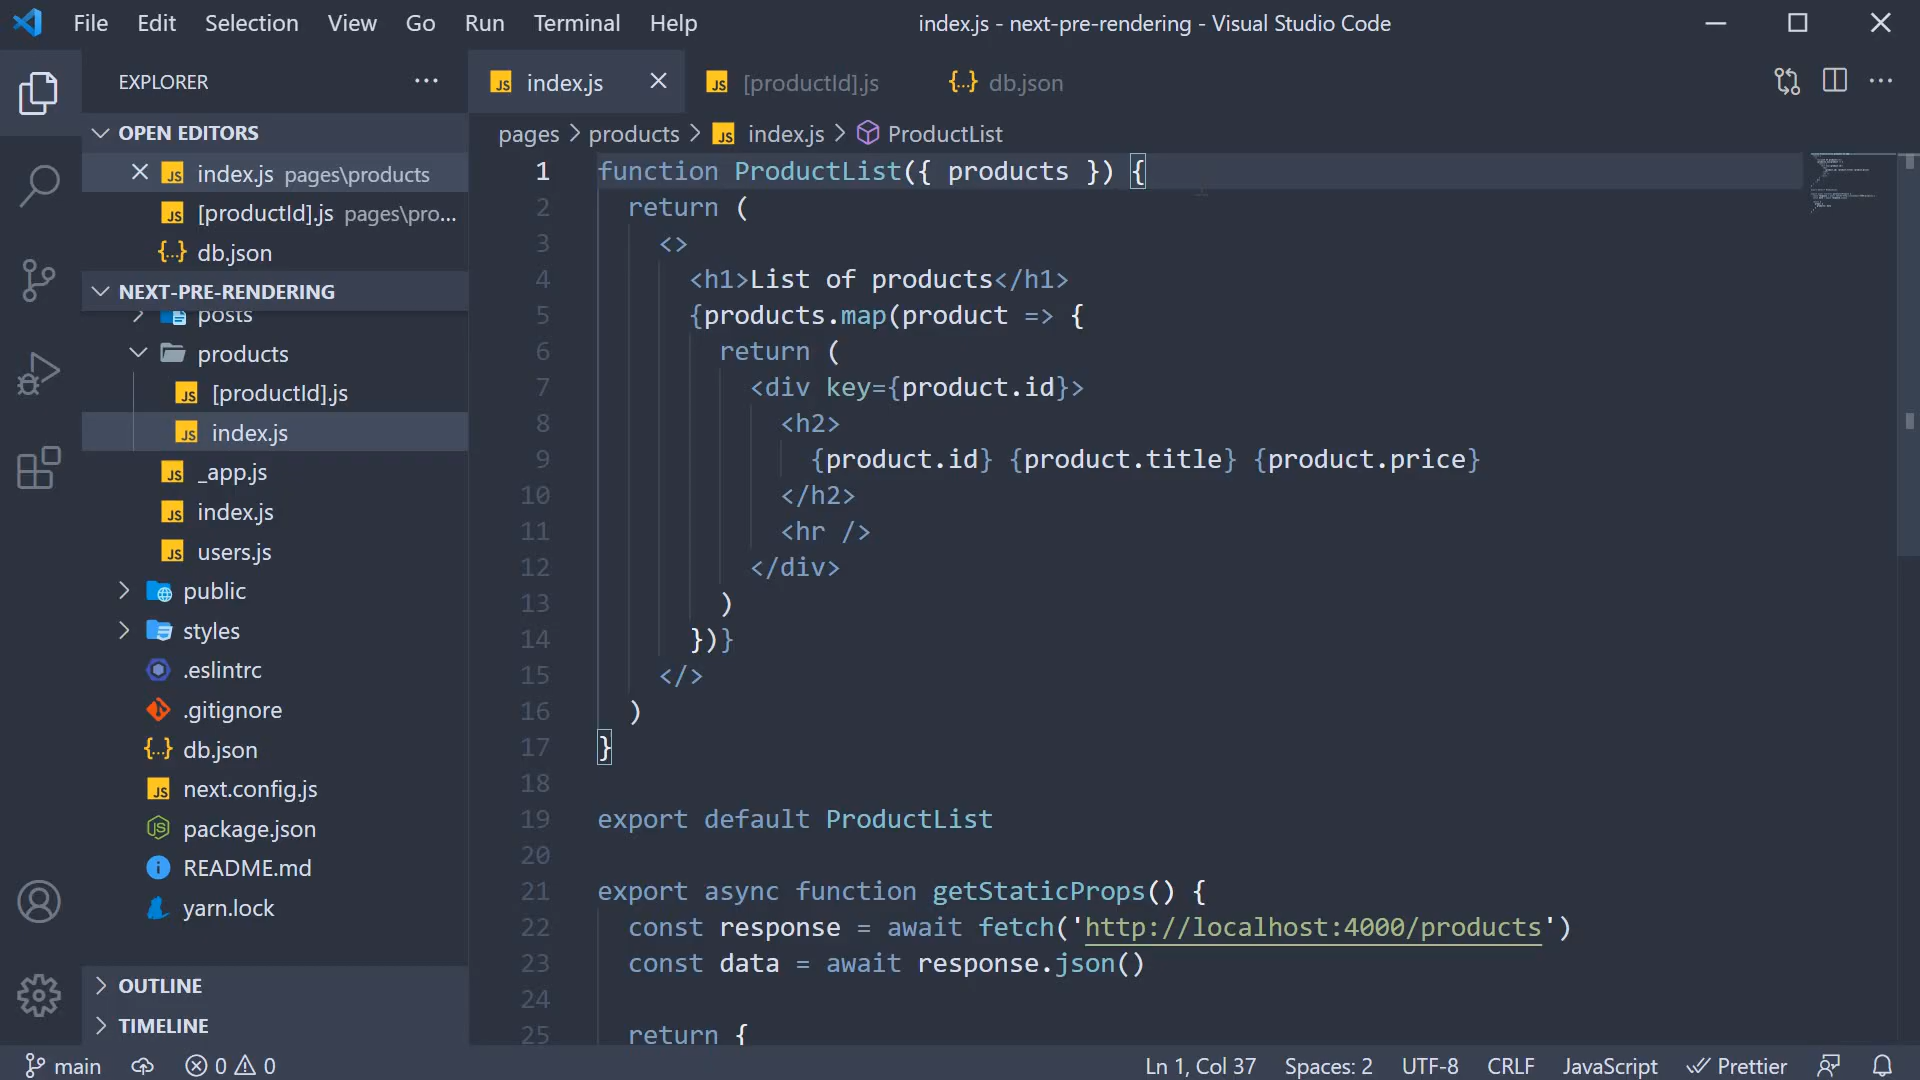 File Edit Selection View Go Run Terminal Help
index.js - next-pre-rendering - Visual Studio Code
EXPLORER
OPEN EDITORS
index.js pages\products
[productId].js pages\pro...
db.json
NEXT-PRE-RENDERING
posts
products
[productId].js
index.js
_app.js
index.js
users.js
public
styles
.eslintrc
.gitignore
db.json
next.config.js
package.json
README.md
yarn.lock
OUTLINE
TIMELINE
index.js [productId].js db.json
pages > products > index.js > ProductList
1 function ProductList({ products }) {
2 return (
3 <>
4 <h1>List of products</h1>
5 {products.map(product => {
6 return (
7 <div key={product.id}>
8 <h2>
9 {product.id} {product.title} {product.price}
10 </h2>
11 <hr />
12 </div>
13 )
14 })}
15 </>
16 )
17 }
18
19 export default ProductList
20
21 export async function getStaticProps() {
22 const response = await fetch('http://localhost:4000/products')
23 const data = await response.json()
24
25 return {
main 0 0 Ln 1, Col 37 Spaces: 2 UTF-8 CRLF JavaScript Prettier